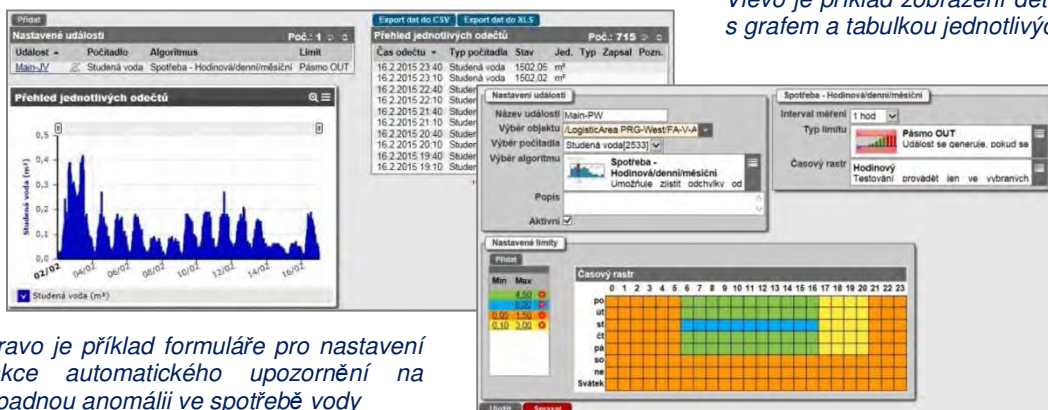 Vlevo je příklad zobrazení
s grafem a tabulkou jednotlivýc
Přidat
Nastavené události Poč.: 1
Událost Počítadlo Algoritmus Limit
Main-JV Studená voda Spotřeba - Hodinová/denní/měsíční Pásmo OUT
Přehled jednotlivých odečtů
Studená voda (m³)
0,5
0,4
0,3
0,2
0,1
0,0
02/02 04/02 06/02 08/02 10/02 12/02 14/02 16/02
Studená voda (m³)
Export dat do CSV Export dat do XLS
Přehled jednotlivých odečtů Poč.: 715
Čas odečtu Typ počítadla Stav Jed. Typ Zapsal Pozn.
16.2.2015 23:40 Studená voda 1502,05 m³
16.2.2015 23:10 Studená voda 1502,02 m³
16.2.2015 22:40 Studer
16.2.2015 22:10 Studer
16.2.2015 21:40 Studer
16.2.2015 21:10 Studer
16.2.2015 20:40 Studer
16.2.2015 20:10 Studer
16.2.2015 19:40 Studer
16.2.2015 19:10 Studer
Nastavení události
Název události Main-PW
Výběr objektu /LogisticArea PRG-West/FA-V-A
Výběr počítadla Studená voda[2533]
Výběr algoritmu Spotřeba -
Hodinová/denní/měsíční
Umožňuje zjistit odchylky od
Popis
Aktivní
Spotřeba - Hodinová/denní/měsíční
Interval měření 1 hod
Typ limitu Pásmo OUT
Událost se generuje, pokud se
Časový rastr Hodinový
Testování provádět jen ve vybraných
Nastavené limity
Přidat
Min Max
4,50
0,00
0,05 1,50
0,10 3,00
Časový rastr
0 1 2 3 4 5 6 7 8 9 10 11 12 13 14 15 16 17 18 19 20 21 22 23
po
út
st
čt
pá
so
ne
Svátek
Uložit Smazat
ravo je příklad formuláře pro nastavení
kce automatického upozornění na
padnou anomálii ve spotřebě vody